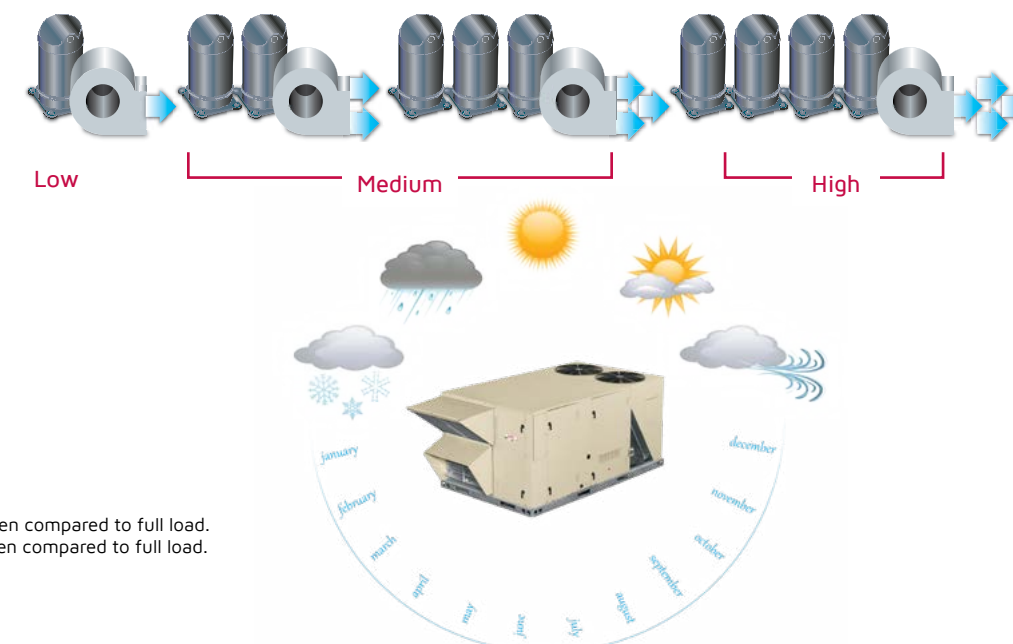 Low
Medium
High
january
february
march
april
may
june
july
august
september
october
november
december
en compared to full load.
en compared to full load.